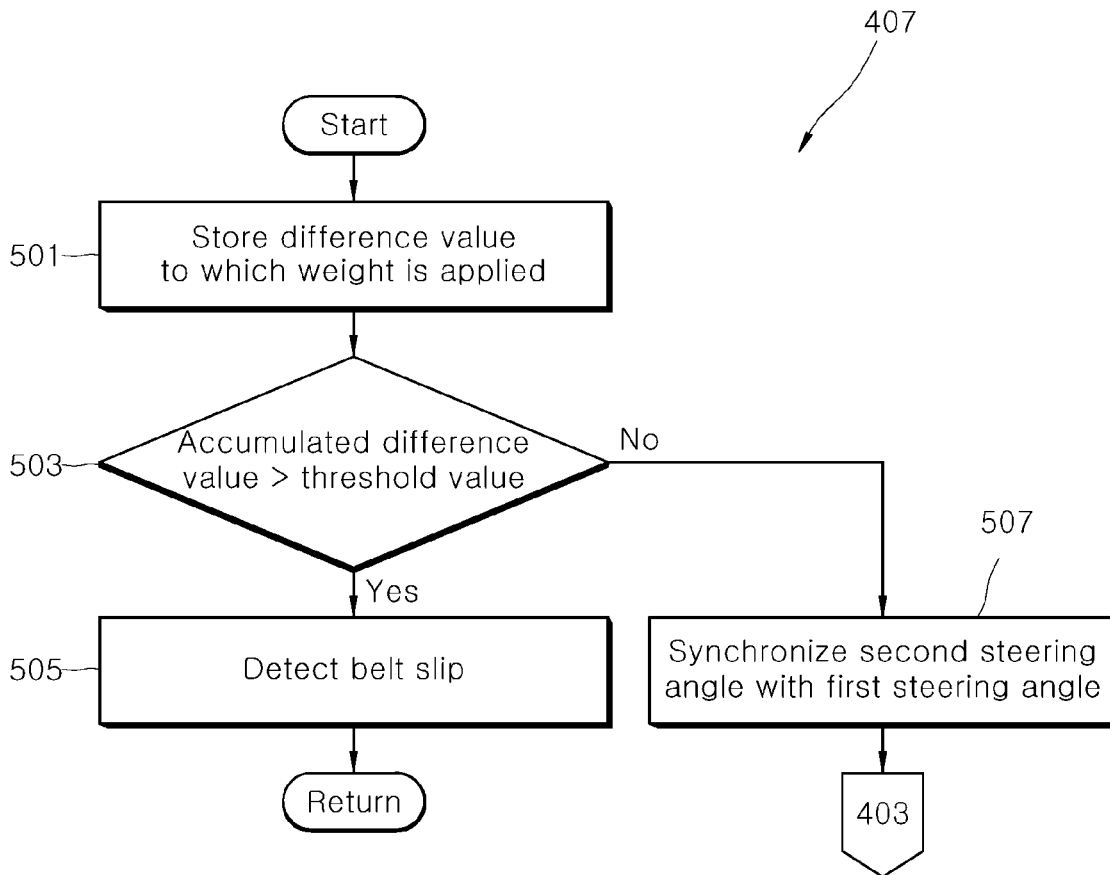 407
Start
501
Store difference value
to which weight is applied
503
Accumulated difference
value > threshold value
No
Yes
507
505
Detect belt slip
Synchronize second steering
angle with first steering angle
Return
403